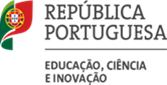 REPÚBLICA
PORTUGUESA
EDUCAÇÃO, CIÊNCIA
E INOVAÇÃO